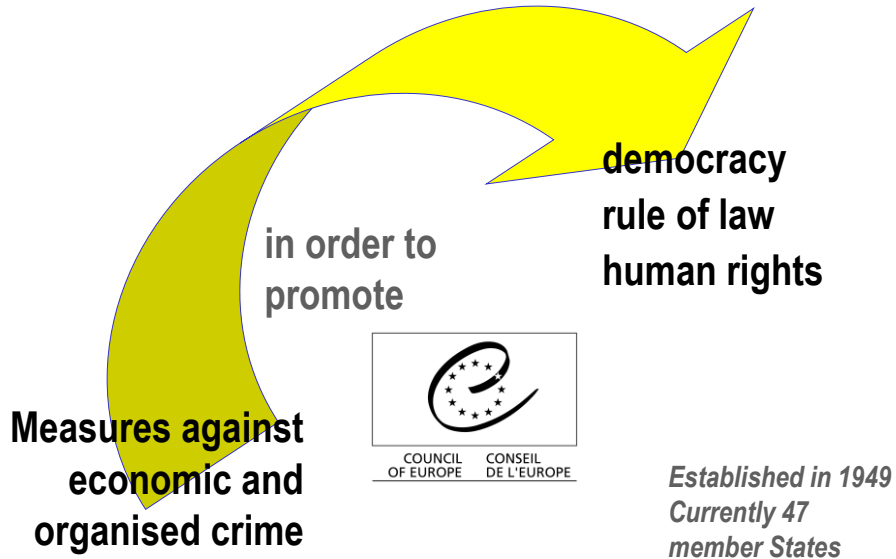 democracy
rule of law
human rights
in order to
promote
COUNCIL CONSEIL
OF EUROPE DE L'EUROPE
Measures against
economic and
organised crime
Established in 1949
Currently 47
member States